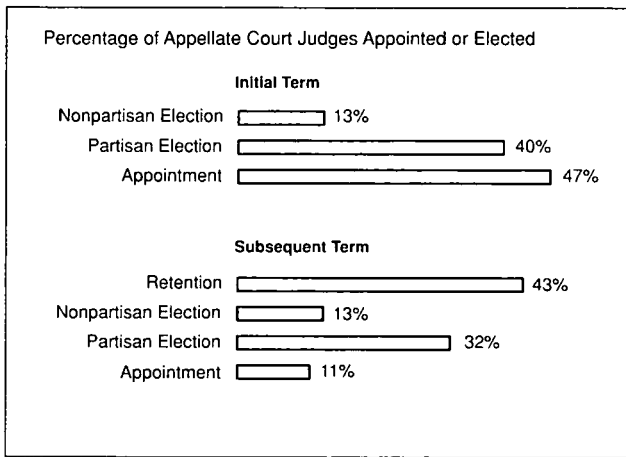 Percentage of Appellate Court Judges Appointed or Elected
Initial Term
Nonpartisan Election 13%
Partisan Election 40%
Appointment 47%
Subsequent Term
Retention 43%
Nonpartisan Election 13%
Partisan Election 32%
Appointment 11%